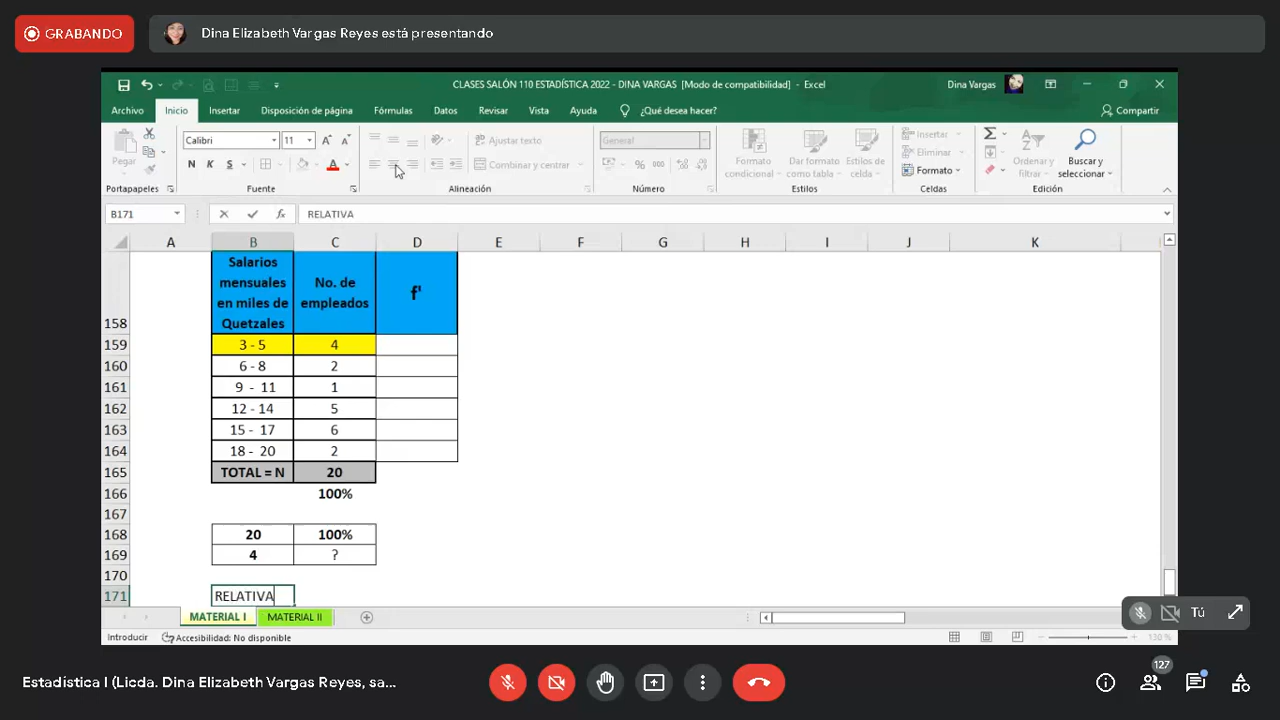 GRABANDO
Dina Elizabeth Vargas Reyes está presentando
CLASES SALÓN 110 ESTADÍSTICA 2022 - DINA VARGAS [Modo de compatibilidad] - Excel
Dina Vargas
Archivo Inicio Insertar Disposición de página Fórmulas Datos Revisar Vista Ayuda ¿Qué desea hacer? Compartir
Pegar
Calibri 11
N K S
Ajustar texto
Combinar y centrar
General
% 000
Formato condicional
Dar formato como tabla
Estilos de celda
Insertar
Eliminar
Formato
Ordenar y filtrar
Buscar y seleccionar
Portapapeles Fuente Alineación Número Estilos Celdas Edición
B171 fx RELATIVA
A B C D E F G H I J K
Salarios mensuales en miles de Quetzales No. de empleados f'
158
159 3 - 5 4
160 6 - 8 2
161 9 - 11 1
162 12 - 14 5
163 15 - 17 6
164 18 - 20 2
165 TOTAL = N 20
166 100%
167
168 20 100%
169 4 ?
170
171 RELATIVA
MATERIAL I MATERIAL II
Introducir Accesibilidad: No disponible 130 %
Tú
Estadística I (Licda. Dina Elizabeth Vargas Reyes, sa...
127